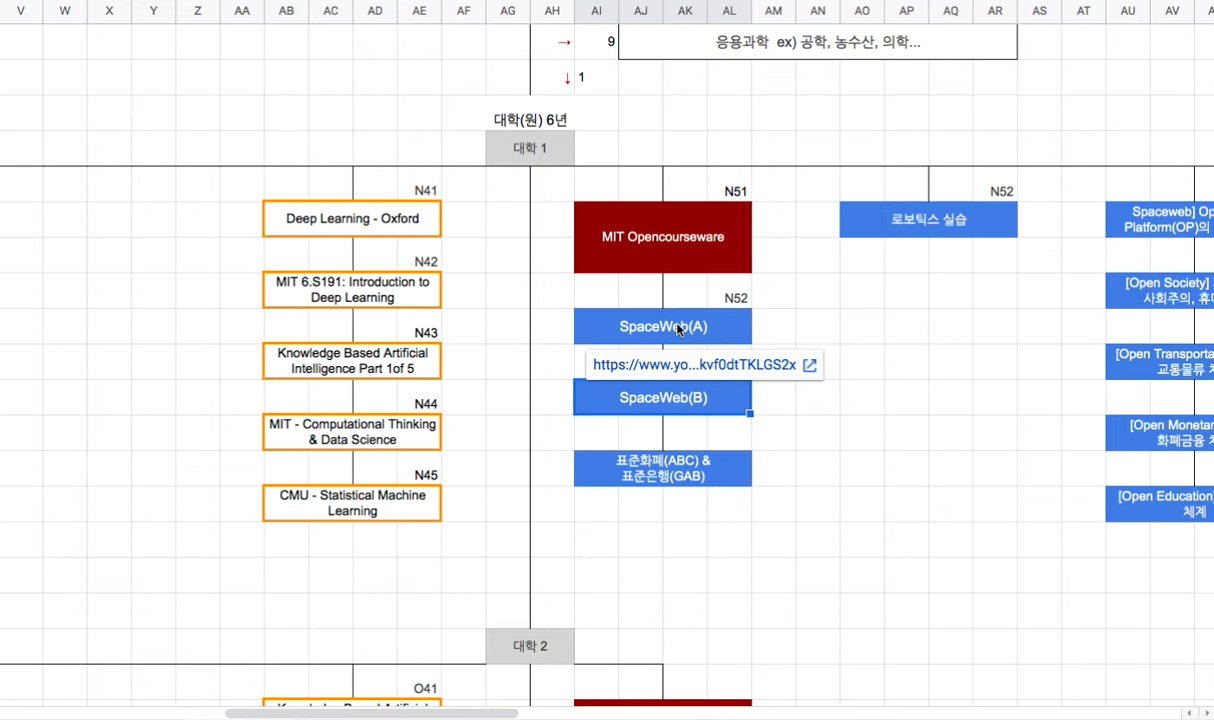 V W X Y Z AA AB AC AD AE AF AG AH AI AJ AK AL AM AN AO AP AQ AR AS AT AU AV
→ 9 응용과학 ex) 공학, 농수산, 의학...
↓ 1
대학(원) 6년
대학 1
N41
Deep Learning - Oxford
N42
MIT 6.S191: Introduction to
Deep Learning
N43
Knowledge Based Artificial
Intelligence Part 1of 5
N44
MIT - Computational Thinking
& Data Science
N45
CMU - Statistical Machine
Learning
N51
MIT Opencourseware
N52
SpaceWeb(A)
https://www.yo...kvf0dtTKLGS2x
SpaceWeb(B)
표준화폐(ABC) &
표준은행(GAB)
N52
로보틱스 실습
Spaceweb] Op
Platform(OP)의
[Open Society]
사회주의, 휴
[Open Transporta
교통물류
[Open Monetar
화폐금융
[Open Education]
체계
대학 2
O41